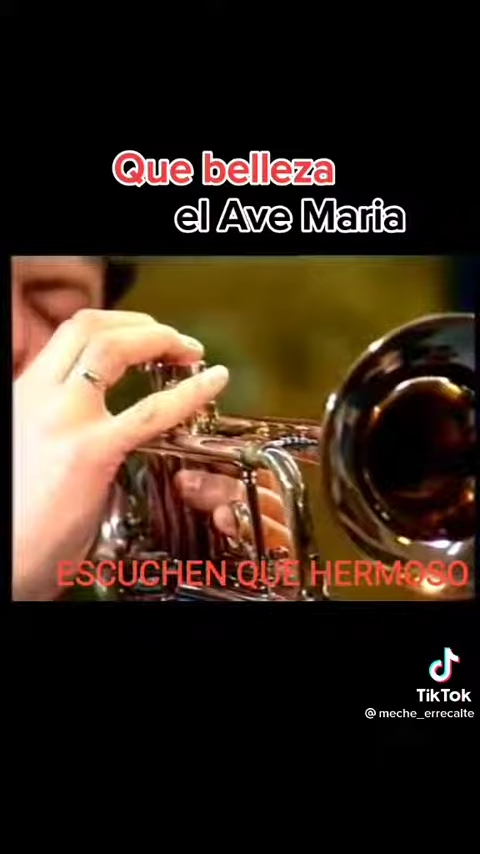 Que belleza
el Ave Maria
ESCUCHEN QUE HERMOSO
TikTok
@meche_errecalte